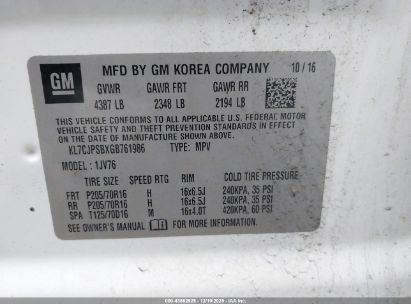 GM
MFD BY GM KOREA COMPANY 10/16
GVWR GAWR FRT GAWR RR
4387 LB 2348 LB 2194 LB
THIS VEHICLE CONFORMS TO ALL APPLICABLE U.S. FEDERAL MOTOR
VEHICLE SAFETY AND THEFT PREVENTION STANDARDS IN EFFECT
ON THE DATE OF MANUFACTURE SHOWN ABOVE.
KL7CJPSBXGB761986 TYPE: MPV
MODEL: 1JV76
TIRE SIZE SPEED RTG RIM COLD TIRE PRESSURE
FRT P205/70R16 H 16x6.5J 240KPA, 35 PSI
RR P205/70R16 H 16x6.5J 240KPA, 35 PSI
SPA T125/70D16 M 16x4.0T 420KPA, 60 PSI
SEE OWNER'S MANUAL FOR ADDITIONAL INFORMATION.